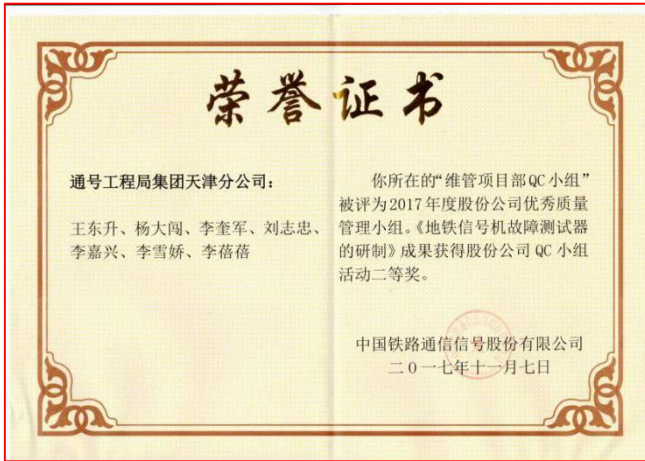 荣誉证书
通号工程局集团天津分公司：
王东升、杨大闯、李奎军、刘志忠、
李嘉兴、李雪娇、李蓓蓓
你所在的“维管项目部QC小组”
被评为2017年度股份公司优秀质量
管理小组。《地铁信号机故障测试器
的研制》成果获得股份公司QC小组
活动二等奖。
中国铁路通信信号股份有限公司
二0一七年十一月七日